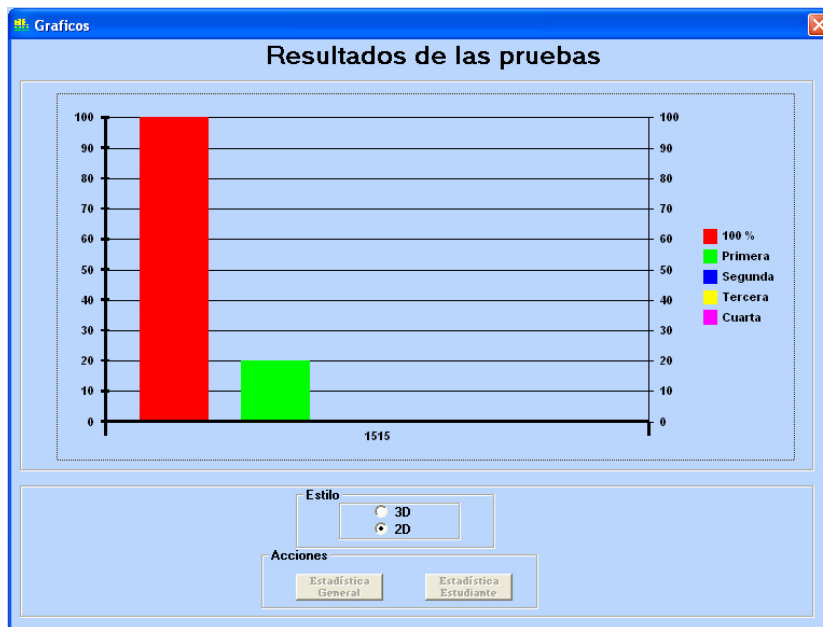 Graficos
Resultados de las pruebas
100
90
80
70
60
50
40
30
20
10
0
100
90
80
70
60
50
40
30
20
10
0
1515
100 %
Primera
Segunda
Tercera
Cuarta
Estilo
3D
2D
Acciones
Estadística
General
Estadística
Estudiante